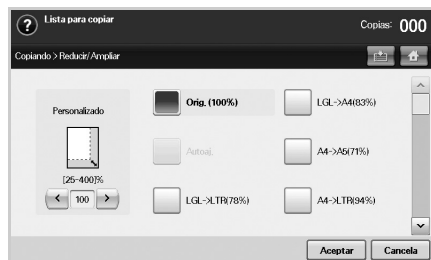 Lista para copiar
Copias: 000
Copiando > Reducir/Ampliar
Personalizado
[25-400]%
100
Orig. (100%)
Autoaj.
LGL->LTR(78%)
LGL->A4(83%)
A4->A5(71%)
A4->LTR(94%)
Aceptar
Cancela